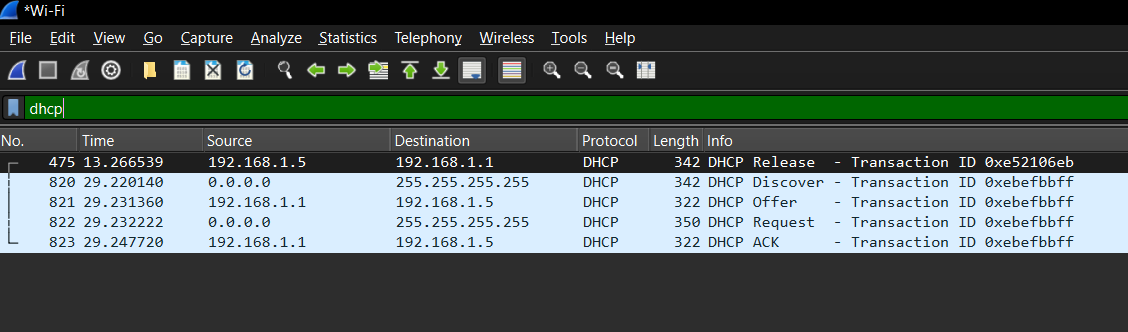 *Wi-Fi
File Edit View Go Capture Analyze Statistics Telephony Wireless Tools Help
dhcp
No. Time Source Destination Protocol Length Info
475 13.266539 192.168.1.5 192.168.1.1 DHCP 342 DHCP Release - Transaction ID 0xe52106eb
820 29.220140 0.0.0.0 255.255.255.255 DHCP 342 DHCP Discover - Transaction ID 0xebefbbff
821 29.231360 192.168.1.1 192.168.1.5 DHCP 322 DHCP Offer - Transaction ID 0xebefbbff
822 29.232222 0.0.0.0 255.255.255.255 DHCP 350 DHCP Request - Transaction ID 0xebefbbff
823 29.247720 192.168.1.1 192.168.1.5 DHCP 322 DHCP ACK - Transaction ID 0xebefbbff